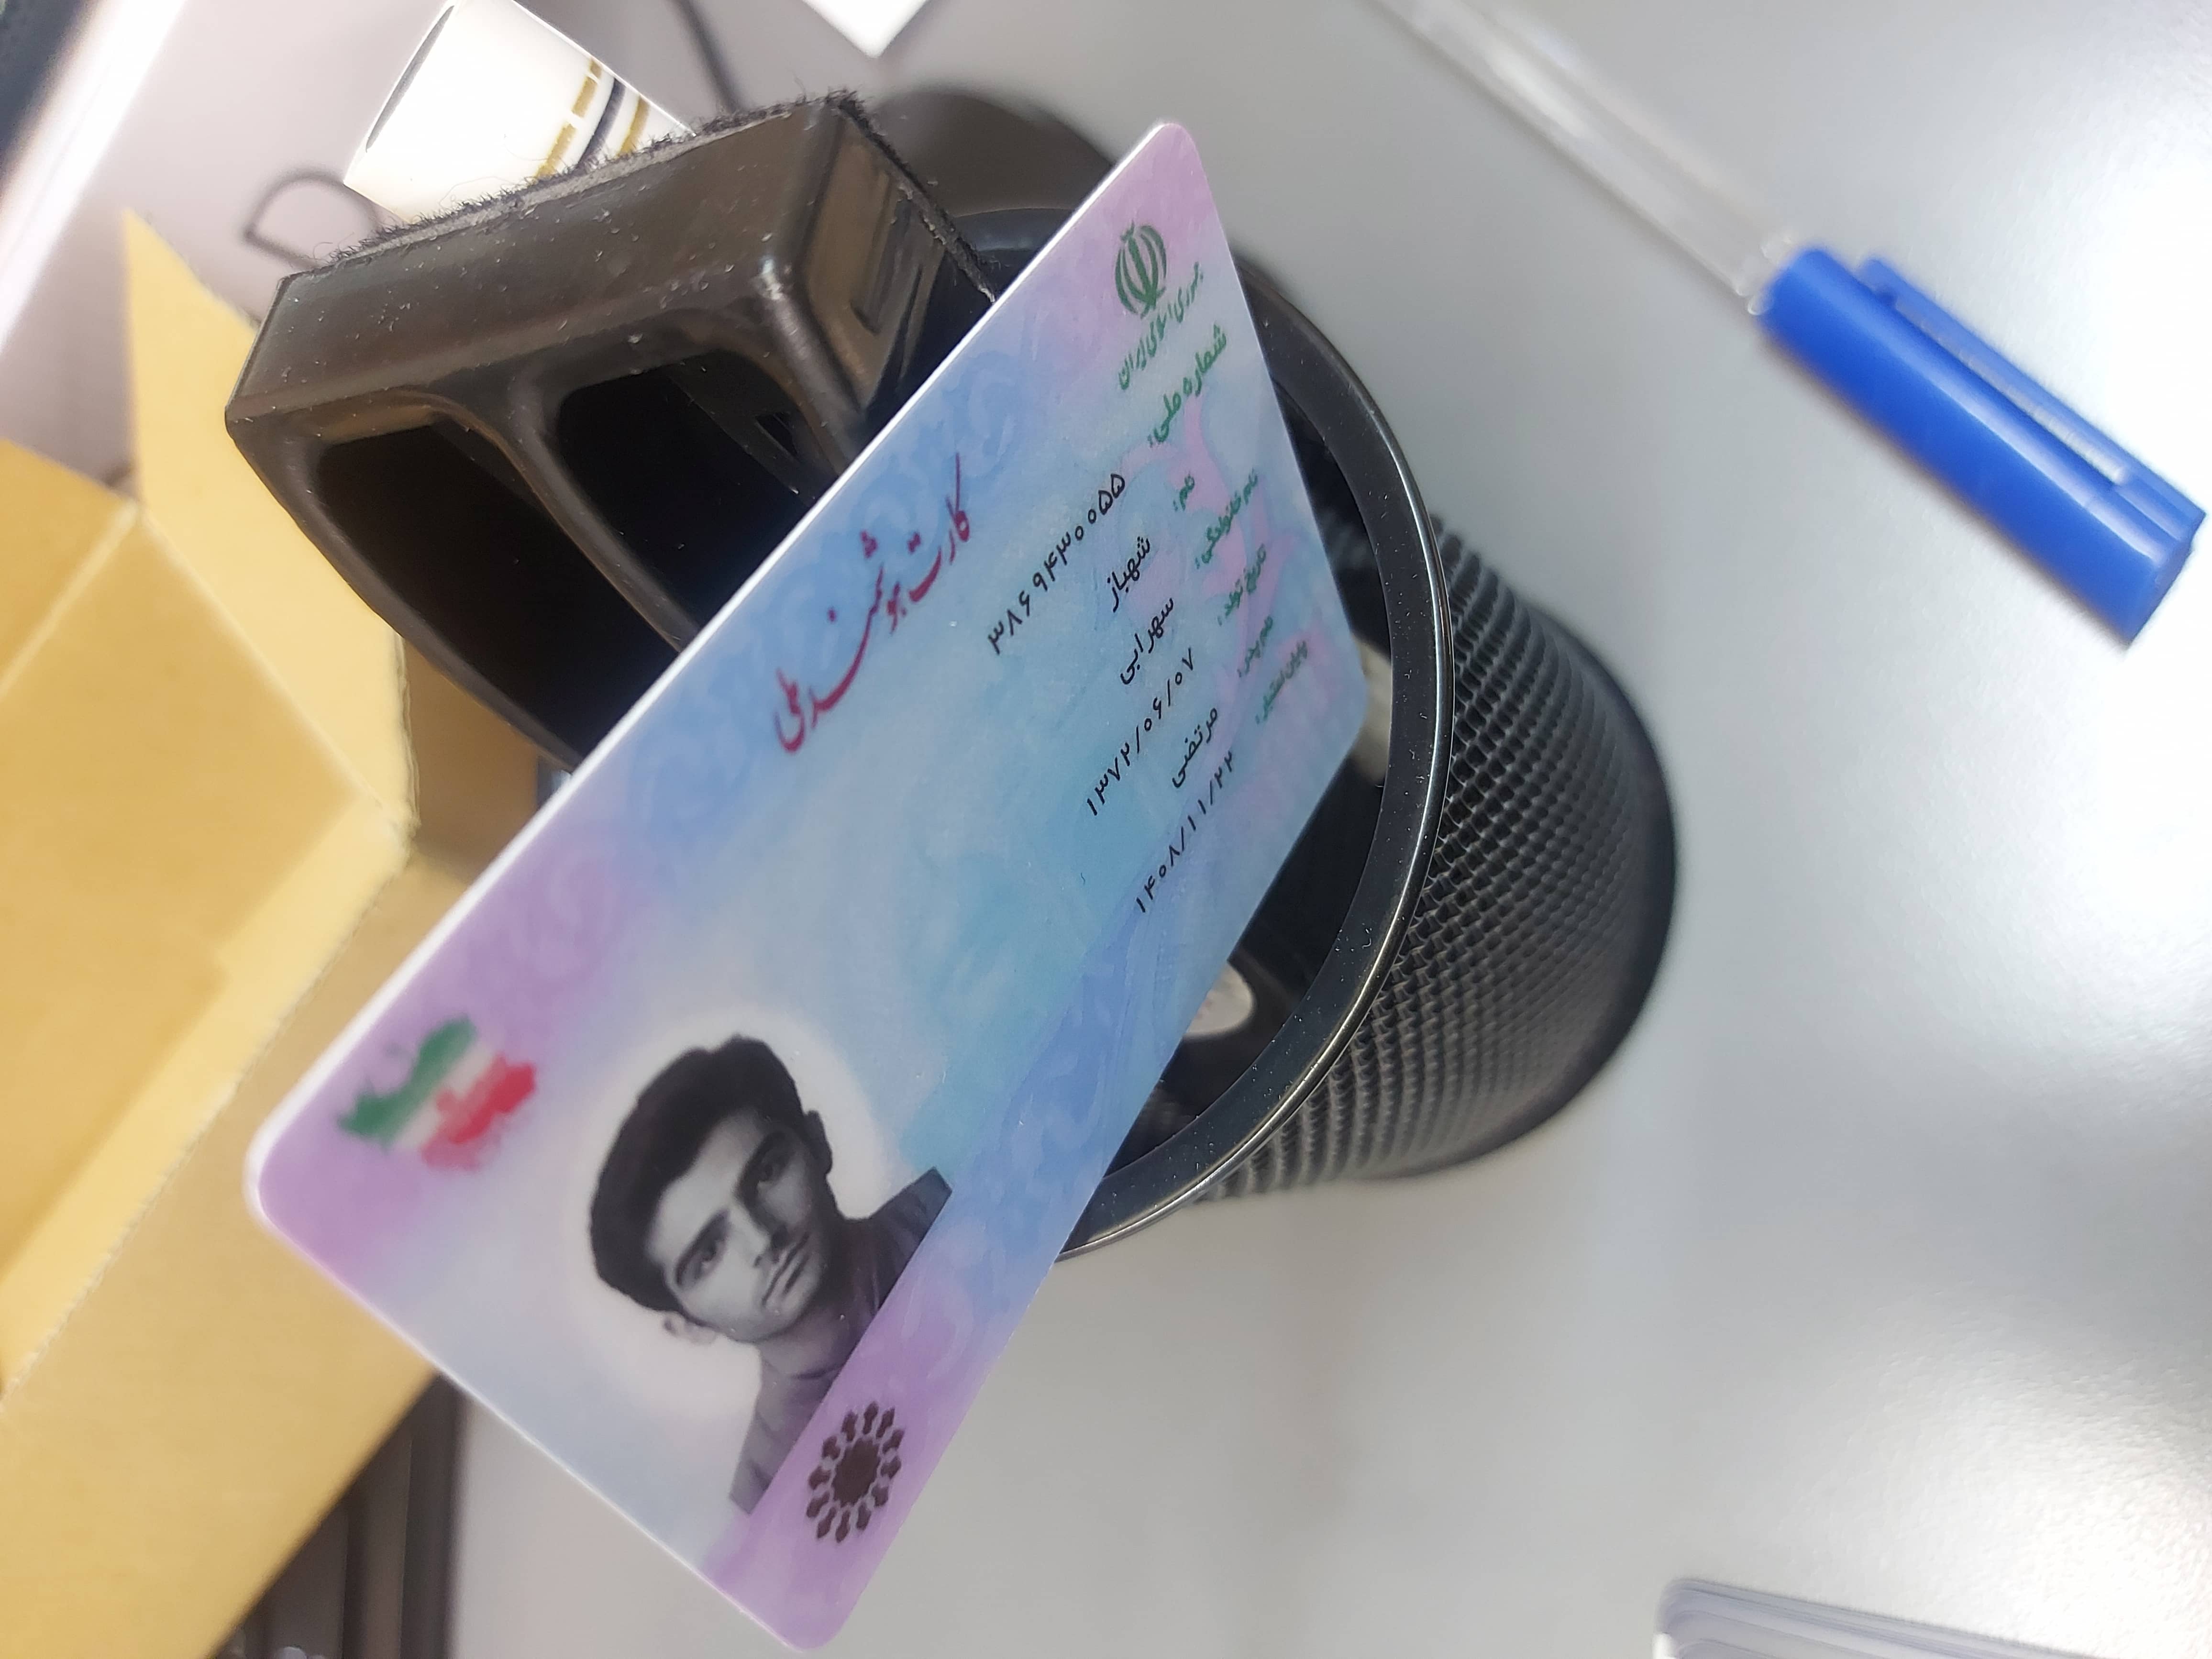 جمهوری اسلامی ایران
کارت هوشمند ملی
شماره ملی: ۳۸۶۹۴۳۰۰۵۵
نام: شهباز
نام خانوادگی: سهرابی
تاریخ تولد: ۱۳۷۲/۰۶/۰۷
نام پدر: مرتضی
پایان اعتبار: ۱۴۰۸/۱۱/۲۲